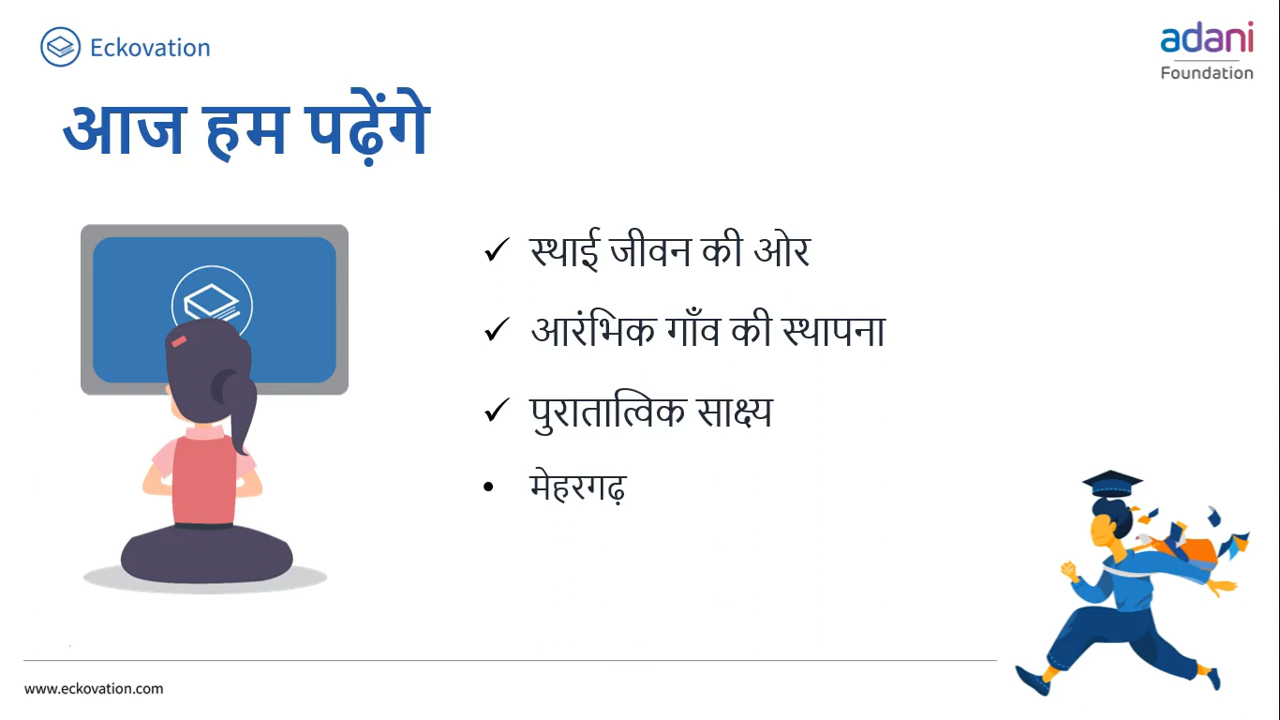 Eckovation
adani
Foundation
आज हम पढ़ेंगे
✓ स्थाई जीवन की ओर
✓ आरंभिक गाँव की स्थापना
✓ पुरातात्विक साक्ष्य
• मेहरगढ़
www.eckovation.com